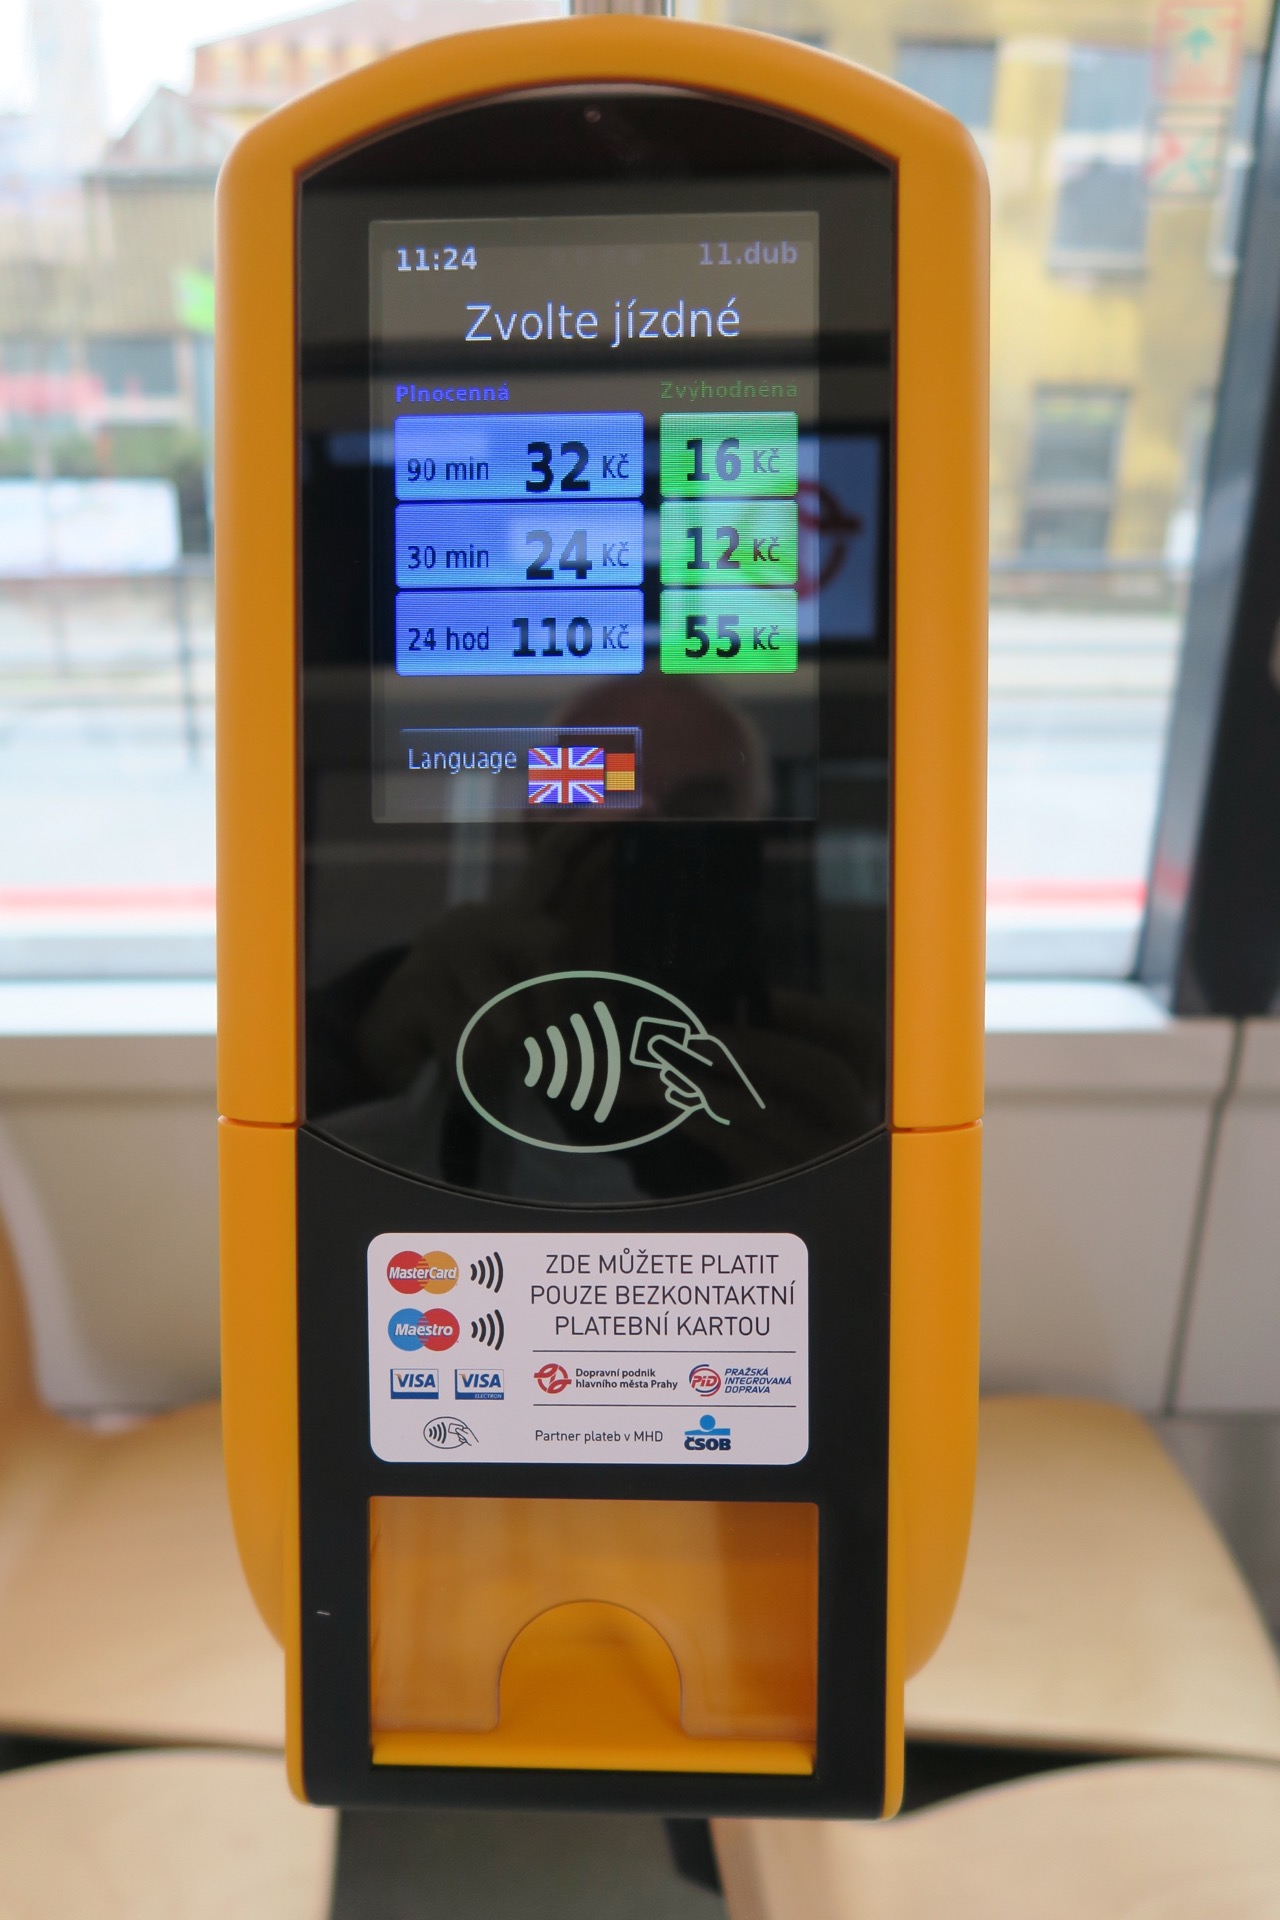 11:24 11.dub
Zvolte jízdné
Plnocenná Zvýhodněna
90 min 32 Kč 16 Kč
30 min 24 Kč 12 Kč
24 hod 110 Kč 55 Kč
Language
MasterCard ZDE MŮŽETE PLATIT
POUZE BEZKONTAKTNÍ
Maestro PLATEBNÍ KARTOU
VISA VISA
ELECTRON
Dopravní podnik
hlavního města Prahy
PiD
PRAŽSKÁ
INTEGROVANÁ
DOPRAVA
Partner plateb v MHD ČSOB